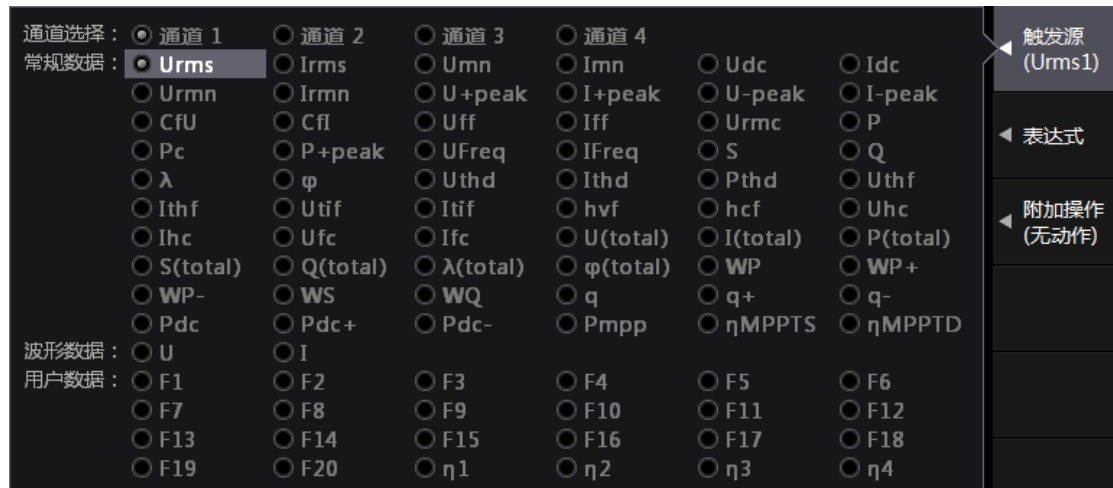 通道选择： 通道 1 通道 2 通道 3 通道 4
常规数据： Urms Irms Umn Imn Udc Idc
Urmn Irmn U+peak I+peak U-peak I-peak
CfU CfI Uff Iff Urmc P
Pc P+peak UFreq IFreq S Q
λ φ Uthd Ithd Pthd Uthf
Ithf Utif Itif hvf hcf Uhc
Ihc Ufc Ifc U(total) I(total) P(total)
S(total) Q(total) λ(total) φ(total) WP WP+
WP- WS WQ q q+ q-
Pdc Pdc+ Pdc- Pmpp ηMPPTS ηMPPTD
波形数据： U I
用户数据： F1 F2 F3 F4 F5 F6
F7 F8 F9 F10 F11 F12
F13 F14 F15 F16 F17 F18
F19 F20 η1 η2 η3 η4
触发源
(Urms1)
表达式
附加操作
(无动作)